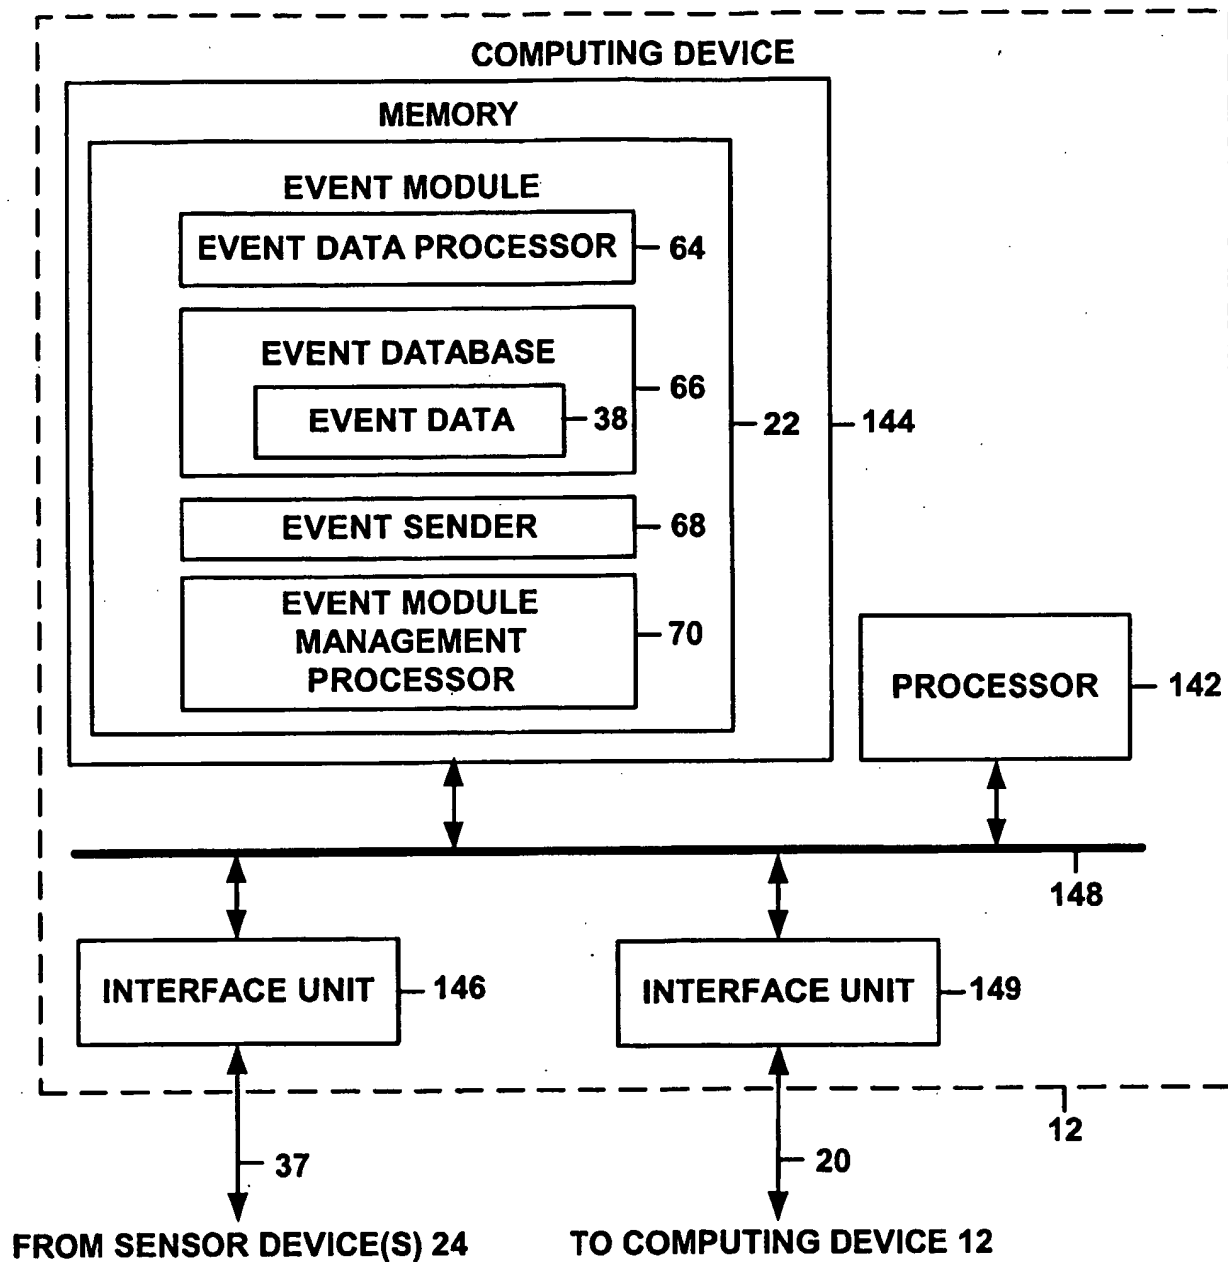 COMPUTING DEVICE
MEMORY
EVENT MODULE
EVENT DATA PROCESSOR
64
EVENT DATABASE
66
EVENT DATA
38
22
144
EVENT SENDER
68
EVENT MODULE
MANAGEMENT
PROCESSOR
70
PROCESSOR
142
148
INTERFACE UNIT
146
INTERFACE UNIT
149
12
37
20
FROM SENSOR DEVICE(S) 24
TO COMPUTING DEVICE 12